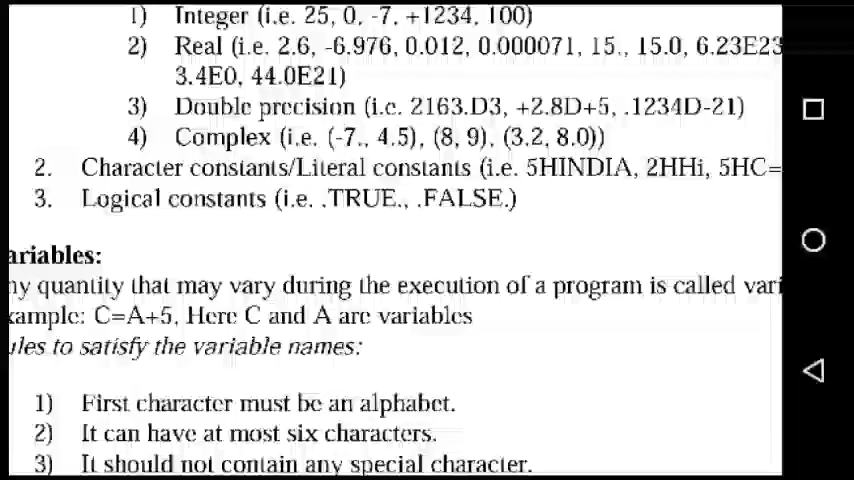 1) Integer (i.e. 25, 0, -7, +1234, 100)
2) Real (i.e. 2.6, -6.976, 0.012, 0.000071, 15., 15.0, 6.23E23
3.4E0, 44.0E21)
3) Double precision (i.e. 2163.D3, +2.8D+5, .1234D-21)
4) Complex (i.e. (-7., 4.5), (8, 9), (3.2, 8.0))
2. Character constants/Literal constants (i.e. 5HINDIA, 2HHi, 5HC=
3. Logical constants (i.e. .TRUE., .FALSE.)
ariables:
ny quantity that may vary during the execution of a program is called vari
xample: C=A+5, Here C and A are variables
ules to satisfy the variable names:
1) First character must be an alphabet.
2) It can have at most six characters.
3) It should not contain any special character.